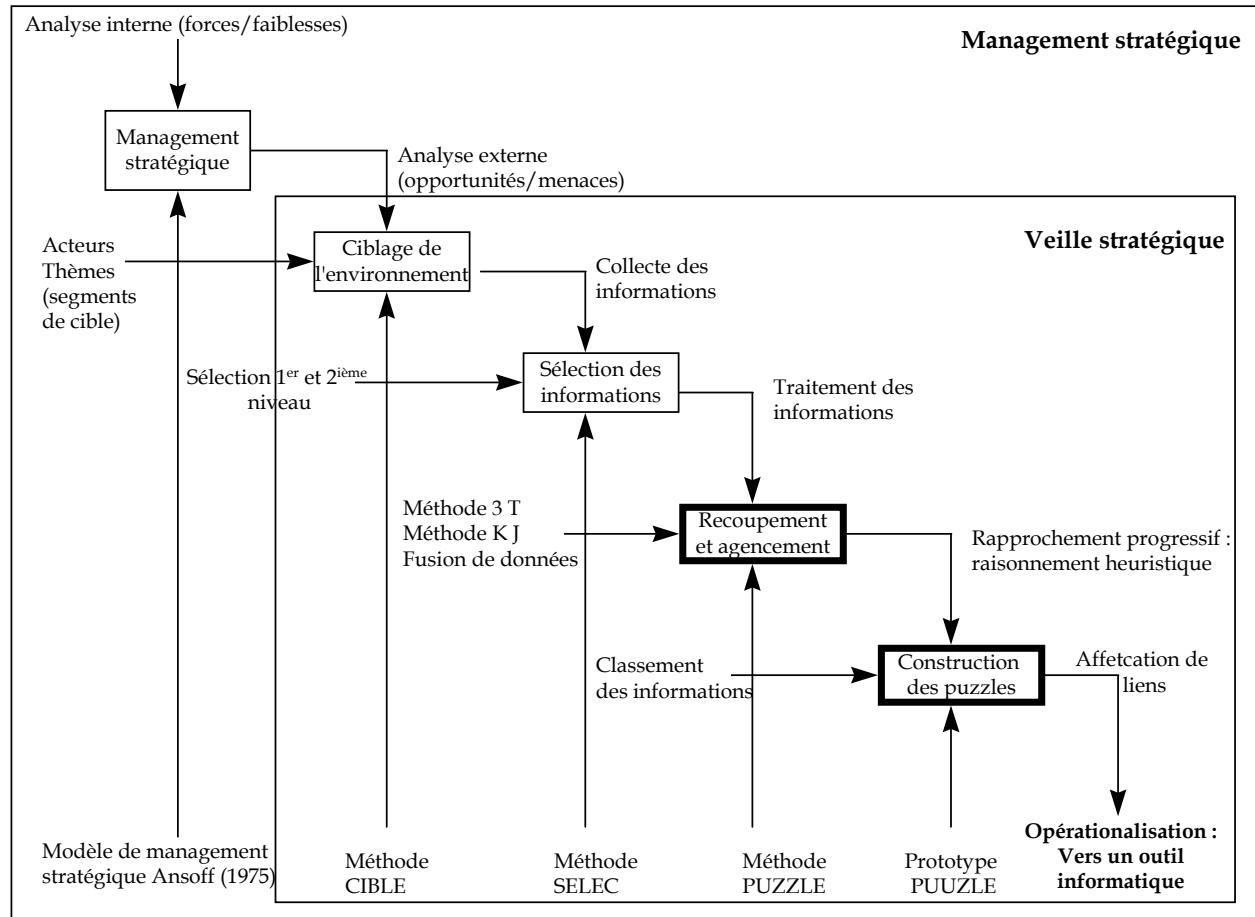 Analyse interne (forces/faiblesses)
Management stratégique
Management
stratégique
Analyse externe
(opportunités/menaces)
Veille stratégique
Acteurs
Thèmes
(segments
de cible)
Ciblage de
l'environnement
Collecte des
informations
Sélection 1er et 2ième
niveau
Sélection des
informations
Traitement des
informations
Méthode 3 T
Méthode K J
Fusion de données
Recoupement
et agencement
Rapprochement progressif :
raisonnement heuristique
Classement
des informations
Construction
des puzzles
Affetcation de
liens
Modèle de management
stratégique Ansoff (1975)
Méthode
CIBLE
Méthode
SELEC
Méthode
PUZZLE
Prototype
PUUZLE
Opérationalisation :
Vers un outil
informatique